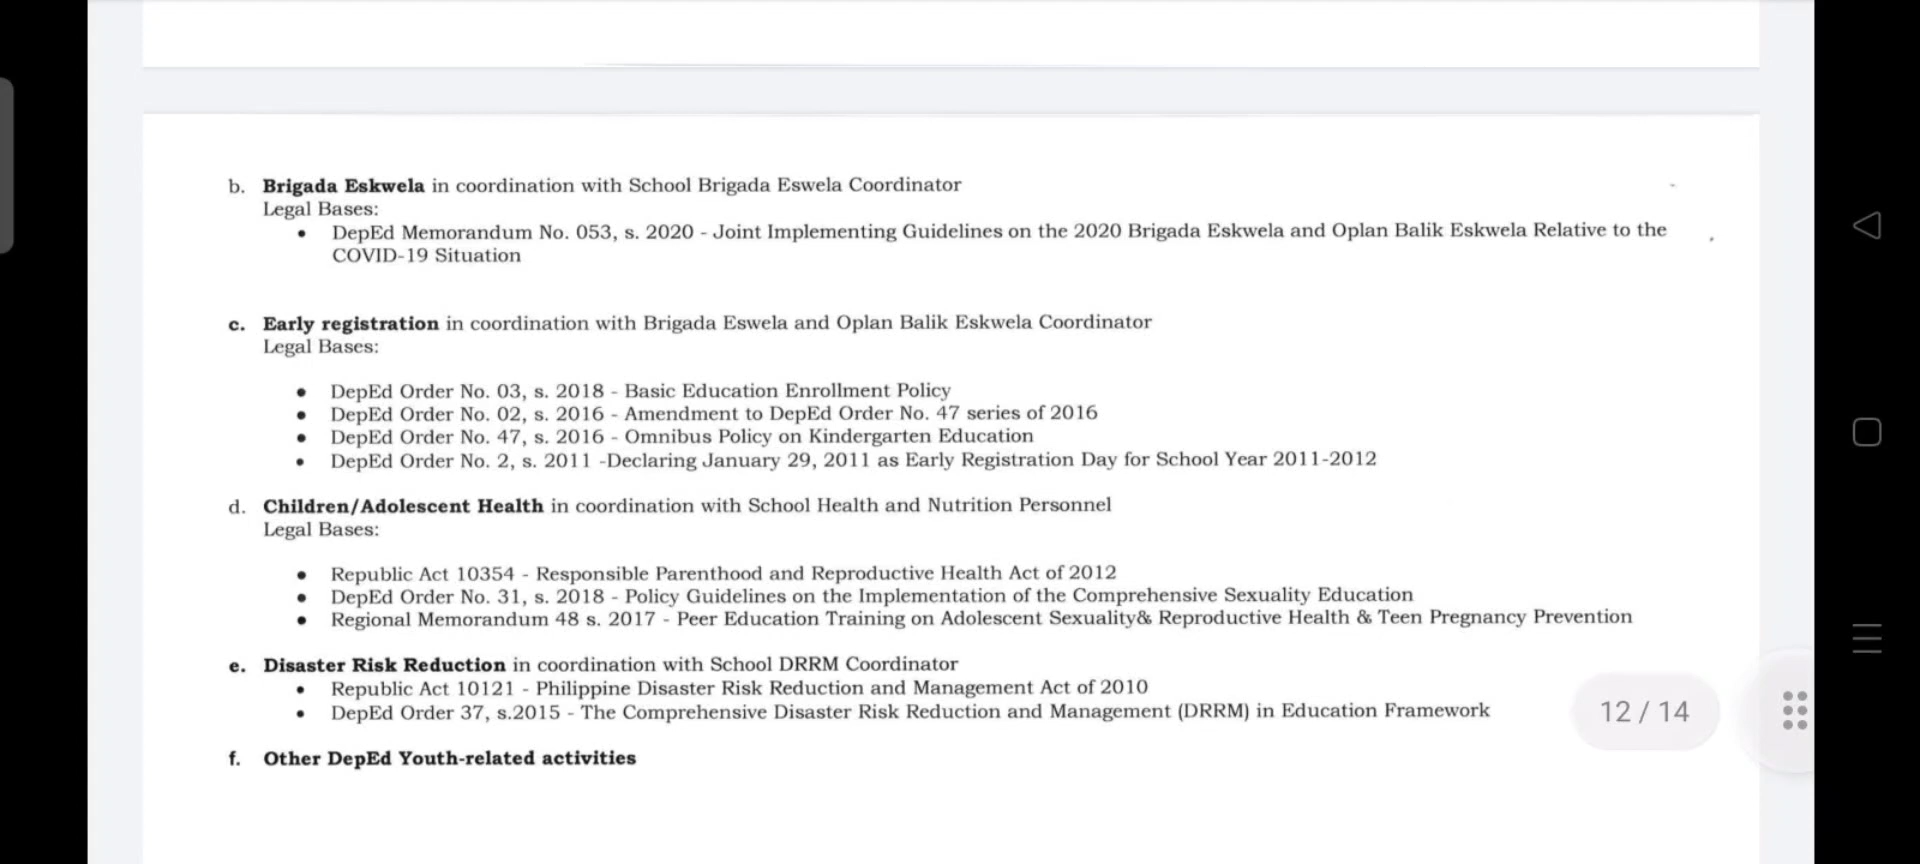 b. Brigada Eskwela in coordination with School Brigada Eswela Coordinator
Legal Bases:
• DepEd Memorandum No. 053, s. 2020 - Joint Implementing Guidelines on the 2020 Brigada Eskwela and Oplan Balik Eskwela Relative to the
COVID-19 Situation
c. Early registration in coordination with Brigada Eswela and Oplan Balik Eskwela Coordinator
Legal Bases:
• DepEd Order No. 03, s. 2018 - Basic Education Enrollment Policy
• DepEd Order No. 02, s. 2016 - Amendment to DepEd Order No. 47 series of 2016
• DepEd Order No. 47, s. 2016 - Omnibus Policy on Kindergarten Education
• DepEd Order No. 2, s. 2011 -Declaring January 29, 2011 as Early Registration Day for School Year 2011-2012
d. Children/Adolescent Health in coordination with School Health and Nutrition Personnel
Legal Bases:
• Republic Act 10354 - Responsible Parenthood and Reproductive Health Act of 2012
• DepEd Order No. 31, s. 2018 - Policy Guidelines on the Implementation of the Comprehensive Sexuality Education
• Regional Memorandum 48 s. 2017 - Peer Education Training on Adolescent Sexuality& Reproductive Health & Teen Pregnancy Prevention
e. Disaster Risk Reduction in coordination with School DRRM Coordinator
• Republic Act 10121 - Philippine Disaster Risk Reduction and Management Act of 2010
• DepEd Order 37, s.2015 - The Comprehensive Disaster Risk Reduction and Management (DRRM) in Education Framework
12 / 14
f. Other DepEd Youth-related activities